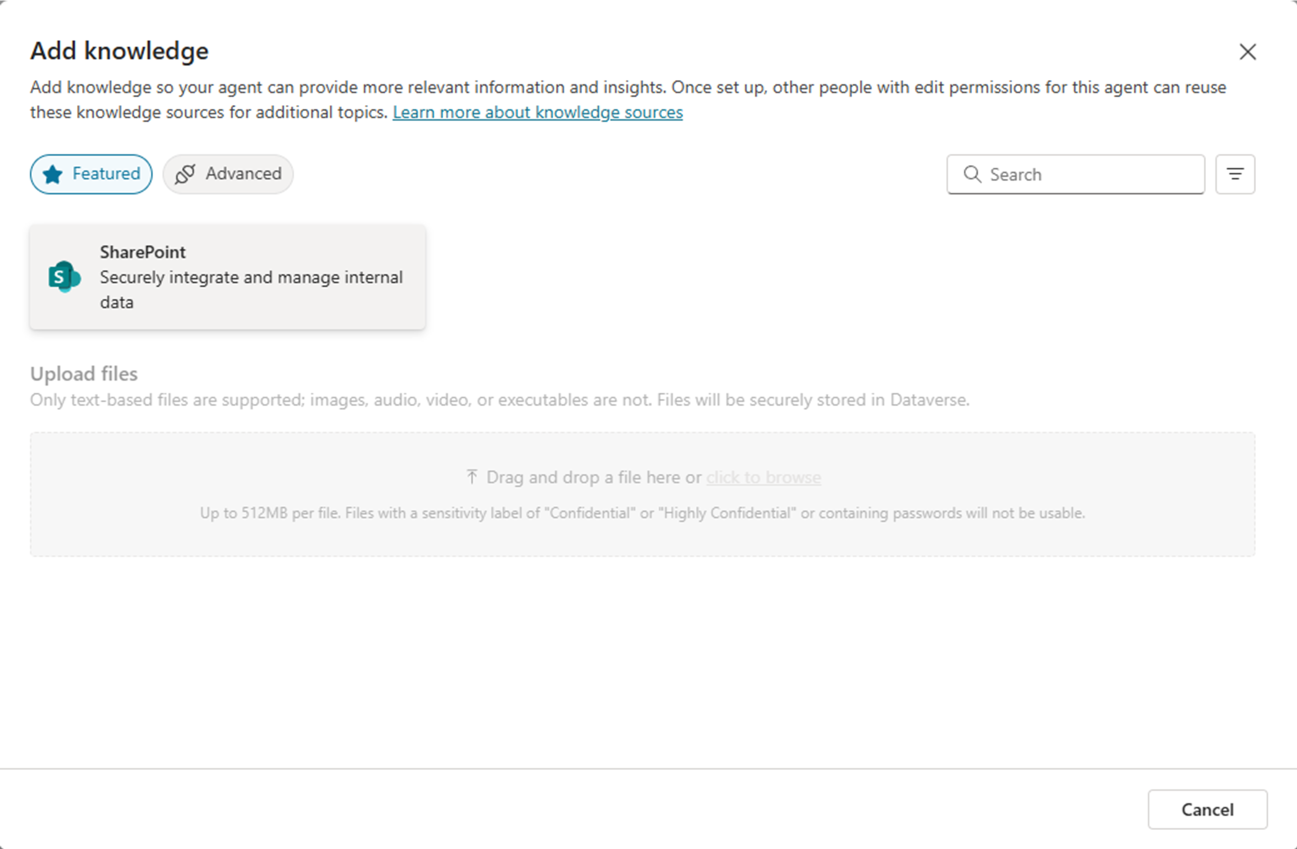 Add knowledge
Add knowledge so your agent can provide more relevant information and insights. Once set up, other people with edit permissions for this agent can reuse
these knowledge sources for additional topics. Learn more about knowledge sources
Featured
Advanced
Search
S
SharePoint
Securely integrate and manage internal
data
Upload files
Only text-based files are supported; images, audio, video, or executables are not. Files will be securely stored in Dataverse.
Drag and drop a file here or click to browse
Up to 512MB per file. Files with a sensitivity label of "Confidential" or "Highly Confidential" or containing passwords will not be usable.
Cancel